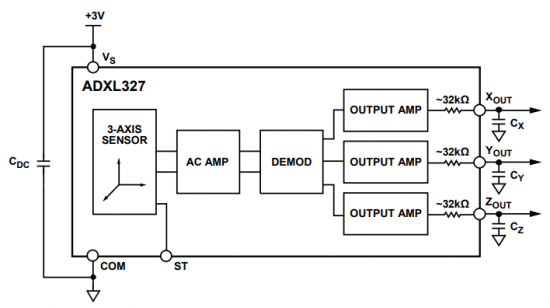 +3V
VS
ADXL327
3-AXIS
SENSOR
AC AMP
DEMOD
OUTPUT AMP
~32kΩ
XOUT
CX
OUTPUT AMP
~32kΩ
YOUT
CY
OUTPUT AMP
~32kΩ
ZOUT
CZ
CDC
COM
ST